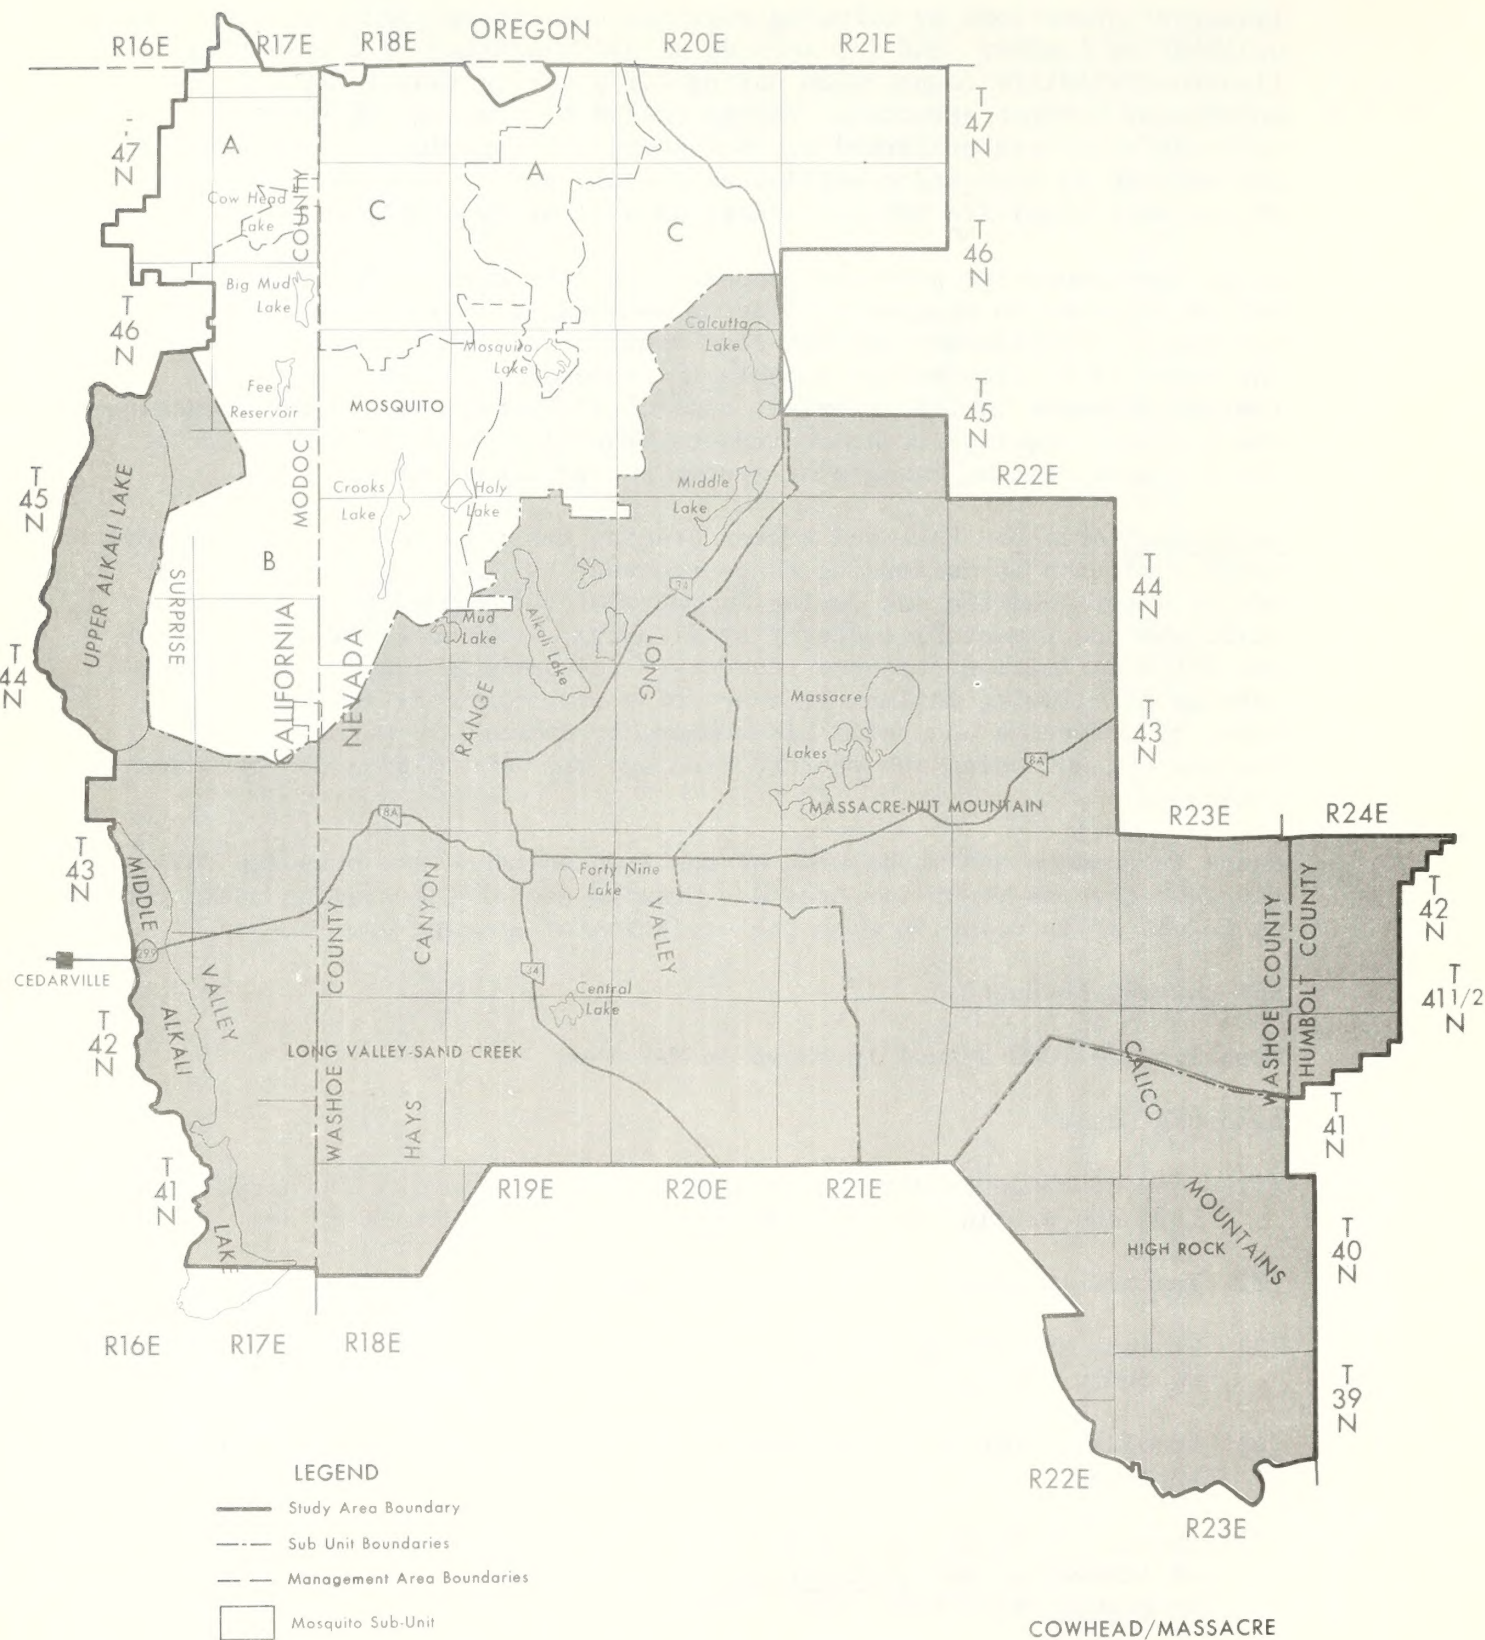 OREGON
R16E R17E R18E R20E R21E
T
47
N
T
47
N
A
A
Cow Head
Lake
COUNTY
C
C
T
46
N
Big Mud
Lake
T
46
N
Calcutta
Lake
Mosquito
Lake
Fee
Reservoir
MOSQUITO
T
45
N
MODOC
R22E
T
45
N
UPPER ALKALI LAKE
Crooks
Lake
Holy
Lake
Middle
Lake
SURPRISE
B
T
44
N
CALIFORNIA
NEVADA
Mud
Lake
Alkali Lake
LONG
T
44
N
RANGE
Massacre
Lakes
T
43
N
8A
8A
MASSACRE-NUT MOUNTAIN
R23E R24E
T
43
N
MIDDLE
CANYON
Forty Nine
Lake
WASHOE COUNTY
HUMBOLT COUNTY
T
42
N
299
CEDARVILLE
VALLEY
COUNTY
VALLEY
Central
Lake
T
41 1/2
N
T
42
N
ALKALI
LONG VALLEY-SAND CREEK
WASHOE
HAYS
CALICO
T
41
N
T
41
N
LAKE
R19E R20E R21E
MOUNTAINS
HIGH ROCK
T
40
N
R16E R17E R18E
T
39
N
R22E
R23E
LEGEND
Study Area Boundary
Sub Unit Boundaries
Management Area Boundaries
Mosquito Sub-Unit
COWHEAD/MASSACRE